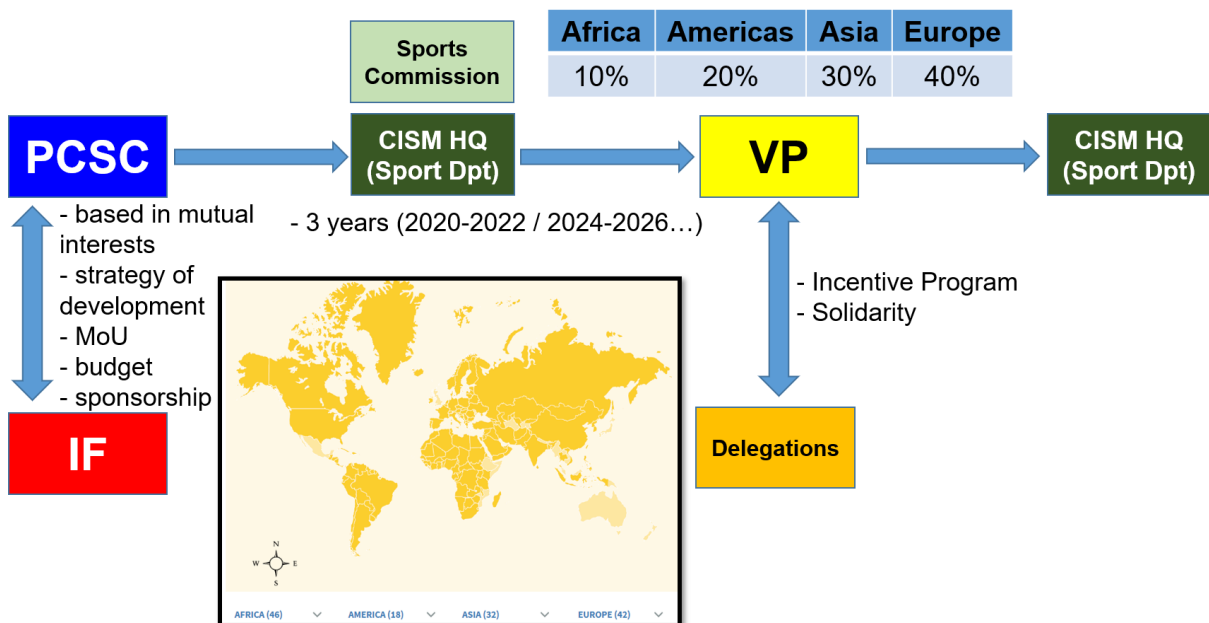 Sports
Commission
Africa Americas Asia Europe
10% 20% 30% 40%
PCSC
CISM HQ
(Sport Dpt)
VP
CISM HQ
(Sport Dpt)
- based in mutual
interests
- strategy of
development
- MoU
- budget
- sponsorship
- 3 years (2020-2022 / 2024-2026…)
- Incentive Program
- Solidarity
IF
Delegations
N
W E
S
AFRICA (46) AMERICA (18) ASIA (32) EUROPE (42)